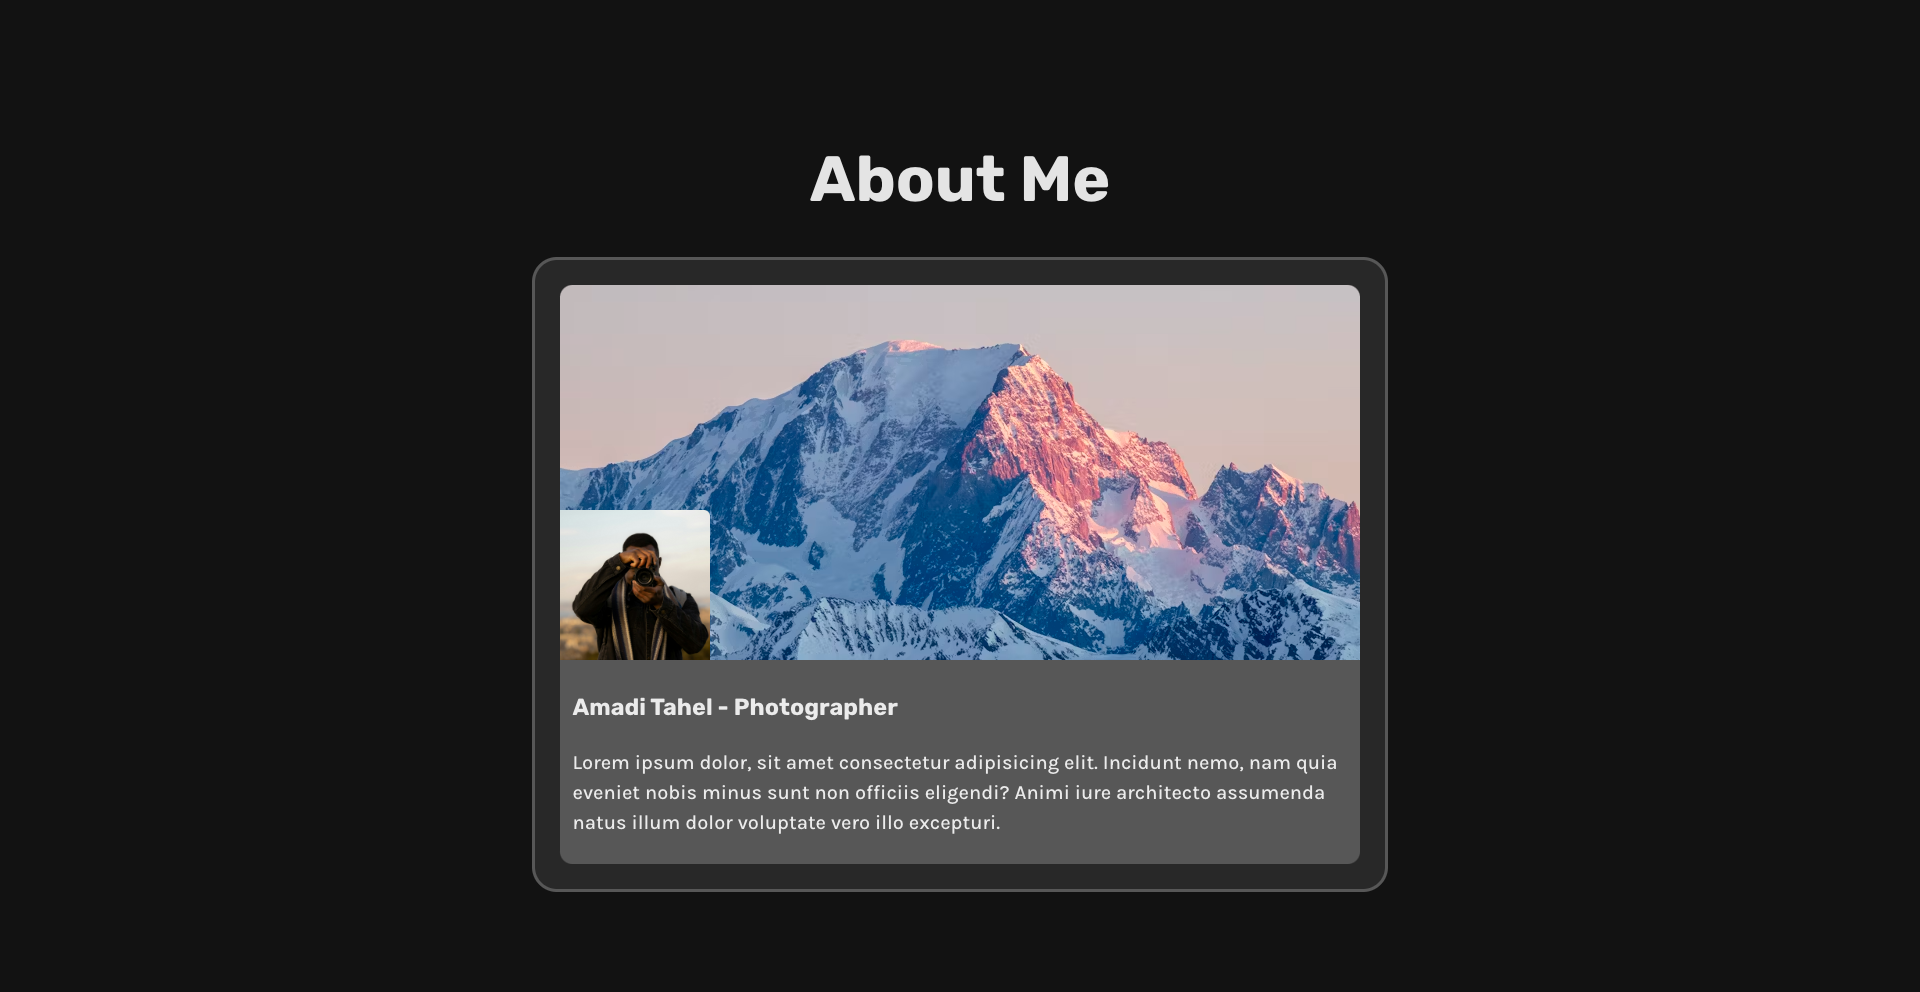 About Me
Amadi Tahel - Photographer
Lorem ipsum dolor, sit amet consectetur adipisicing elit. Incidunt nemo, nam quia
eveniet nobis minus sunt non officiis eligendi? Animi iure architecto assumenda
natus illum dolor voluptate vero illo excepturi.